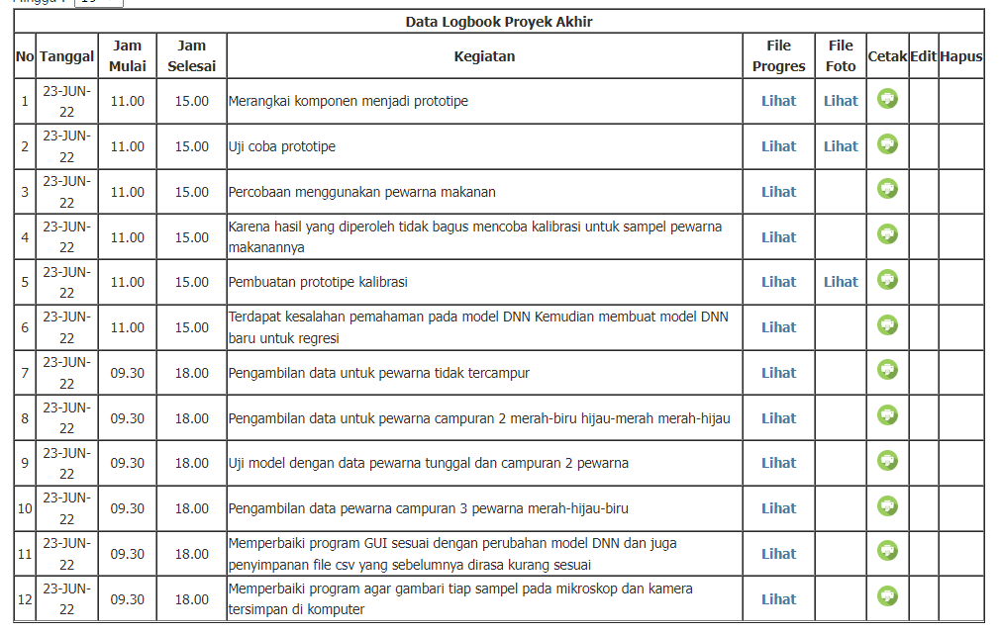 Minggu : 19
Data Logbook Proyek Akhir
No Tanggal Jam Mulai Jam Selesai Kegiatan File Progres File Foto Cetak Edit Hapus
1 23-JUN-22 11.00 15.00 Merangkai komponen menjadi prototipe Lihat Lihat
2 23-JUN-22 11.00 15.00 Uji coba prototipe Lihat Lihat
3 23-JUN-22 11.00 15.00 Percobaan menggunakan pewarna makanan Lihat
4 23-JUN-22 11.00 15.00 Karena hasil yang diperoleh tidak bagus mencoba kalibrasi untuk sampel pewarna makanannya Lihat
5 23-JUN-22 11.00 15.00 Pembuatan prototipe kalibrasi Lihat Lihat
6 23-JUN-22 11.00 15.00 Terdapat kesalahan pemahaman pada model DNN Kemudian membuat model DNN baru untuk regresi Lihat
7 23-JUN-22 09.30 18.00 Pengambilan data untuk pewarna tidak tercampur Lihat
8 23-JUN-22 09.30 18.00 Pengambilan data untuk pewarna campuran 2 merah-biru hijau-merah merah-hijau Lihat
9 23-JUN-22 09.30 18.00 Uji model dengan data pewarna tunggal dan campuran 2 pewarna Lihat
10 23-JUN-22 09.30 18.00 Pengambilan data pewarna campuran 3 pewarna merah-hijau-biru Lihat
11 23-JUN-22 09.30 18.00 Memperbaiki program GUI sesuai dengan perubahan model DNN dan juga penyimpanan file csv yang sebelumnya dirasa kurang sesuai Lihat
12 23-JUN-22 09.30 18.00 Memperbaiki program agar gambari tiap sampel pada mikroskop dan kamera tersimpan di komputer Lihat